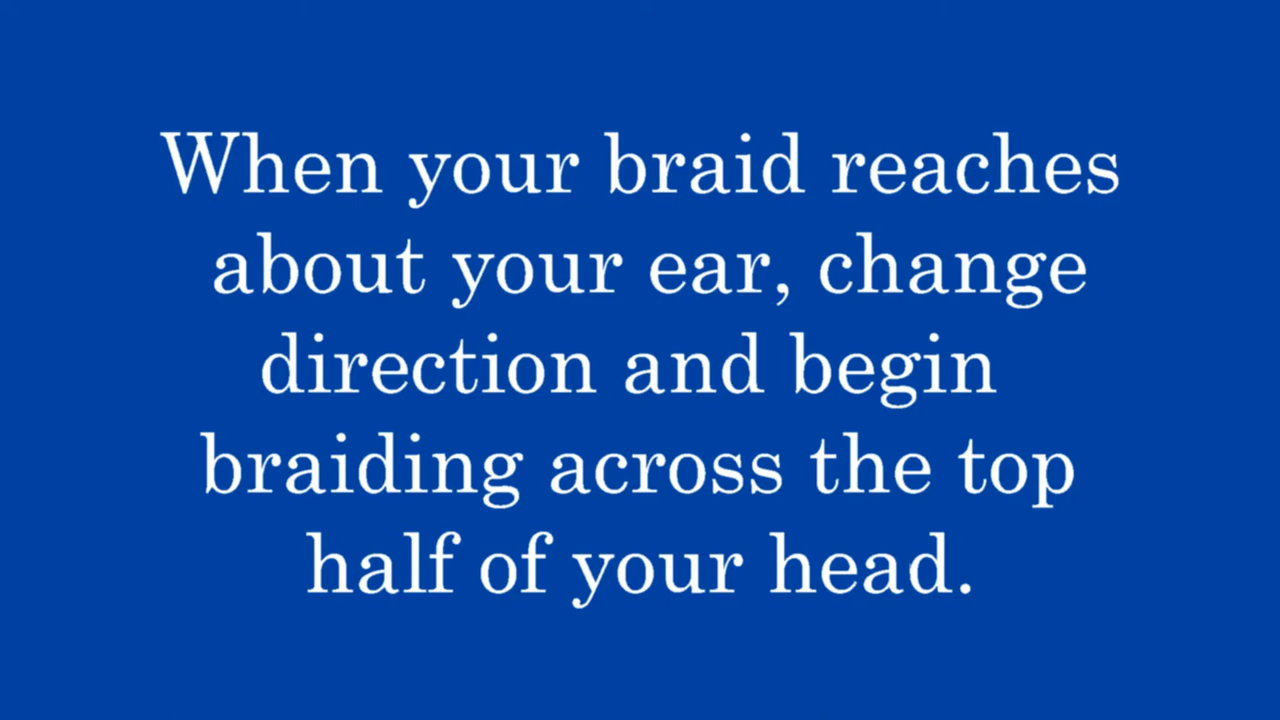 When your braid reaches
about your ear, change
direction and begin
braiding across the top
half of your head.